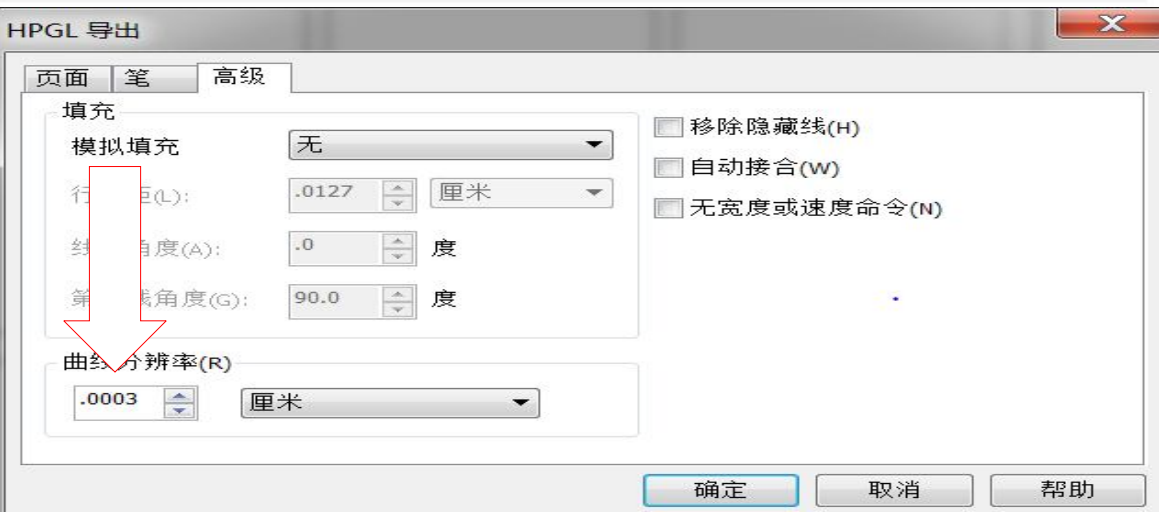 HPGL 导出
页面 笔 高级
填充
模拟填充 无
行 距(L): .0127 厘米
线 角度(A): .0 度
第 线角度(G): 90.0 度
曲线分辨率(R)
.0003 厘米
移除隐藏线(H)
自动接合(W)
无宽度或速度命令(N)
确定 取消 帮助